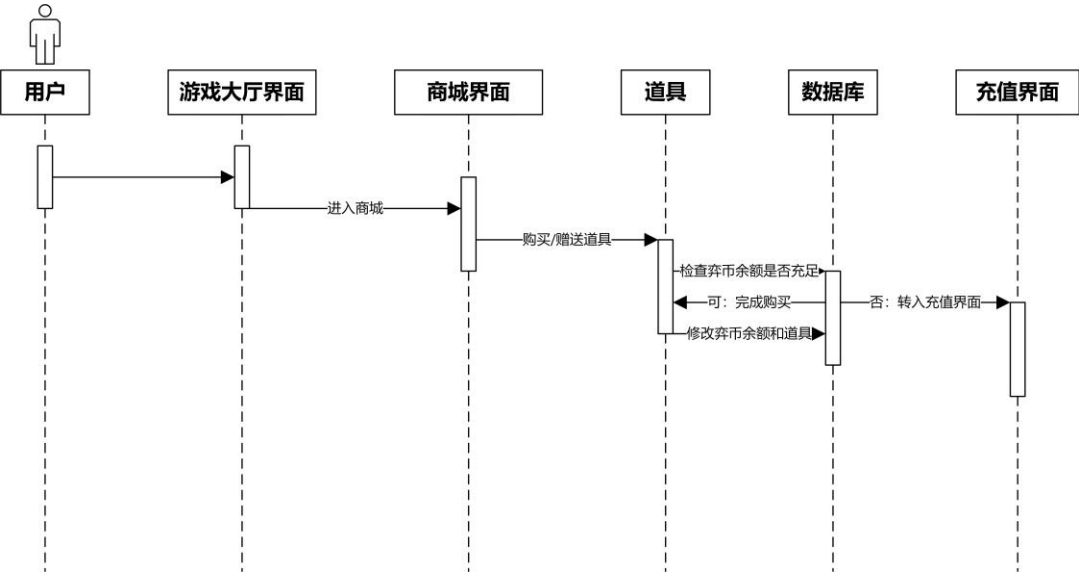 用户
游戏大厅界面
商城界面
道具
数据库
充值界面
进入商城
购买/赠送道具
检查弈币余额是否充足
可：完成购买
否：转入充值界面
修改弈币余额和道具